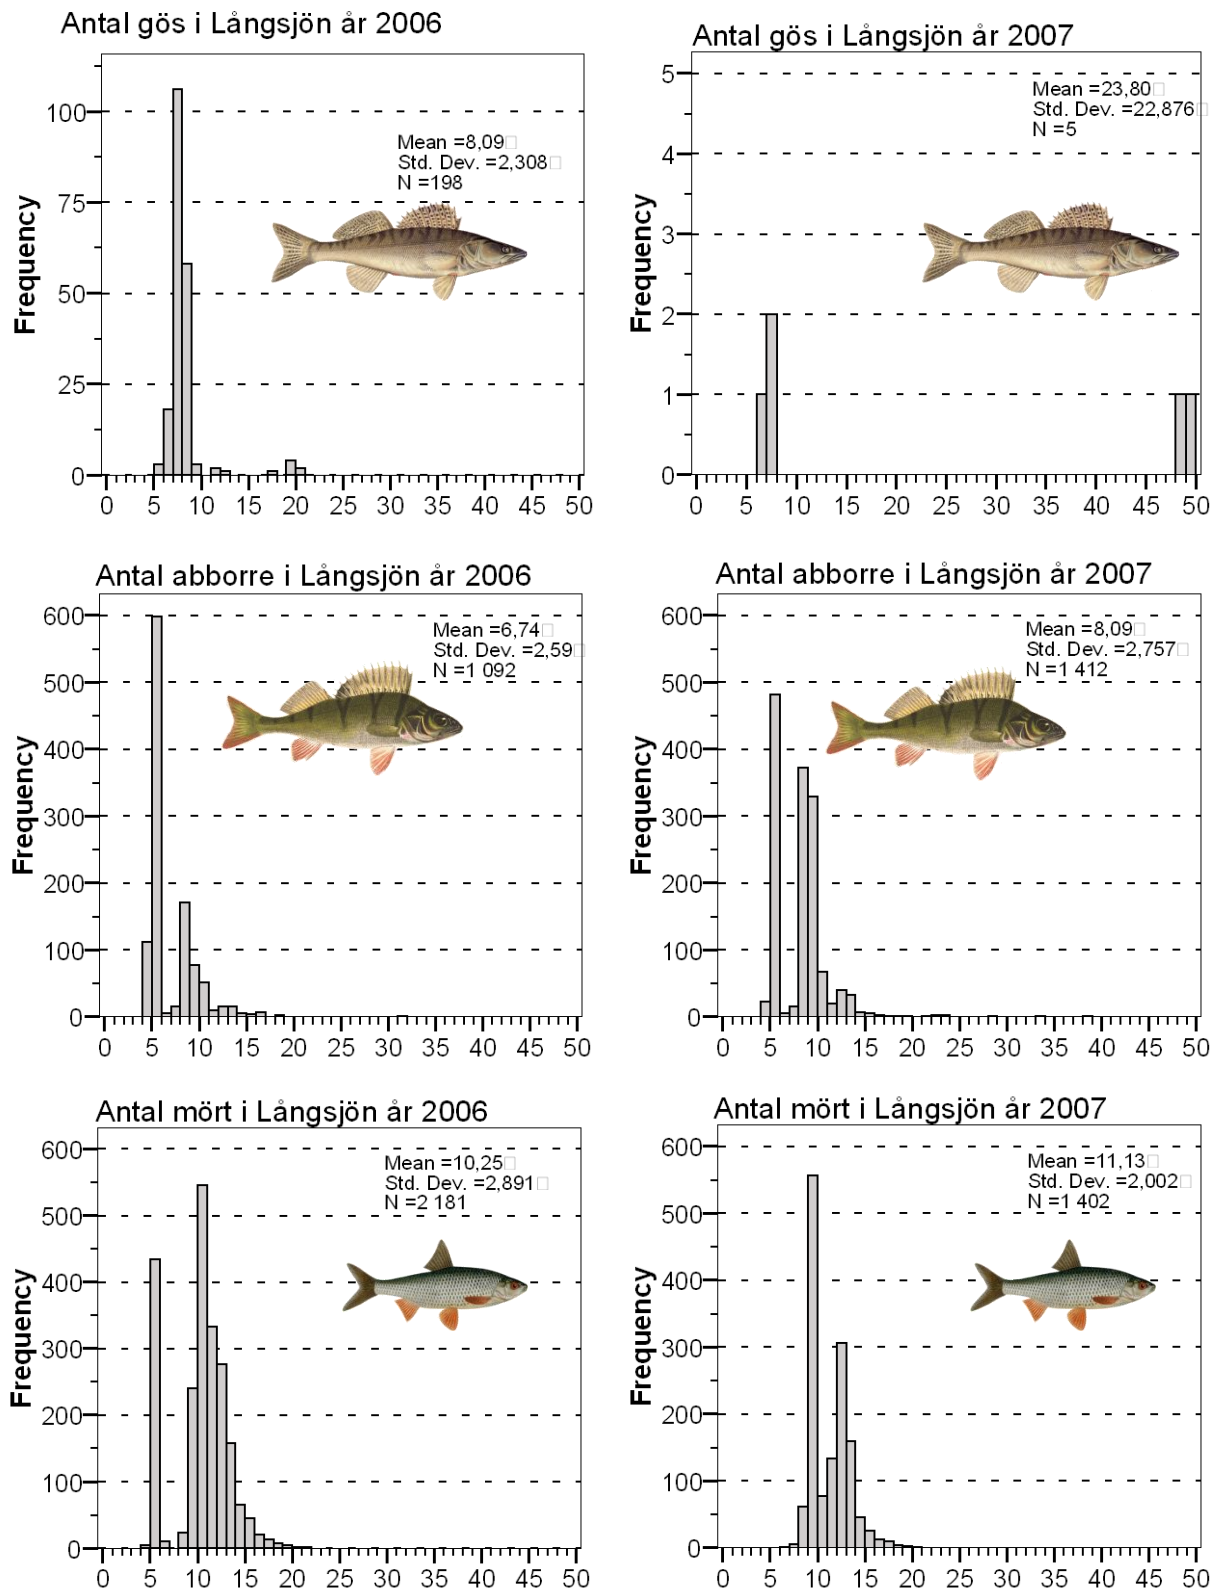 Antal gös i Långsjön år 2006
Mean =8,09
Std. Dev. =2,308
N =198
Frequency
100
75
50
25
0
0 5 10 15 20 25 30 35 40 45 50
Antal gös i Långsjön år 2007
Mean =23,80
Std. Dev. =22,876
N =5
Frequency
5
4
3
2
1
0
0 5 10 15 20 25 30 35 40 45 50
Antal abborre i Långsjön år 2006
Mean =6,74
Std. Dev. =2,59
N =1 092
Frequency
600
500
400
300
200
100
0
0 5 10 15 20 25 30 35 40 45 50
Antal abborre i Långsjön år 2007
Mean =8,09
Std. Dev. =2,757
N =1 412
Frequency
600
500
400
300
200
100
0
0 5 10 15 20 25 30 35 40 45 50
Antal mört i Långsjön år 2006
Mean =10,25
Std. Dev. =2,891
N =2 181
Frequency
600
500
400
300
200
100
0
0 5 10 15 20 25 30 35 40 45 50
Antal mört i Långsjön år 2007
Mean =11,13
Std. Dev. =2,002
N =1 402
Frequency
600
500
400
300
200
100
0
0 5 10 15 20 25 30 35 40 45 50